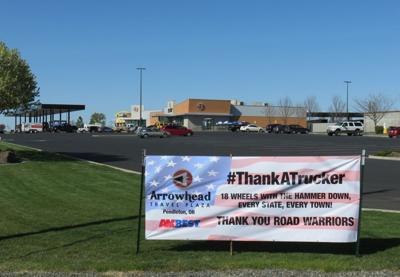 Arrowhead
TRAVEL PLAZA
Pendleton, OR
AMBEST
#ThankATrucker
18 WHEELS WITH THE HAMMER DOWN,
EVERY STATE, EVERY TOWN!
THANK YOU ROAD WARRIORS